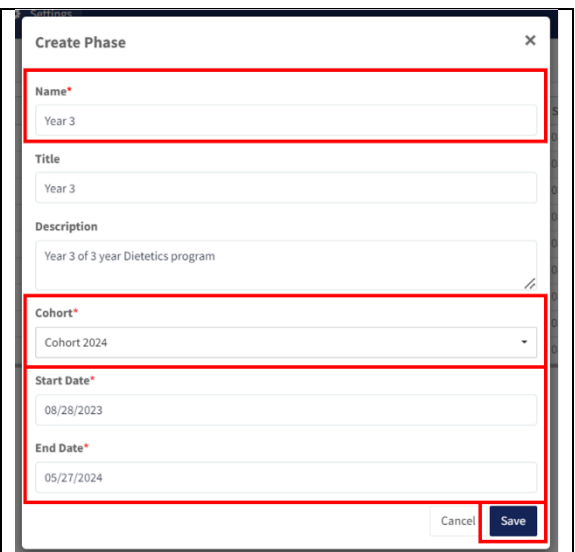 Settings
Create Phase ×
Name*
Year 3
Title
Year 3
Description
Year 3 of 3 year Dietetics program
Cohort*
Cohort 2024
Start Date*
08/28/2023
End Date*
05/27/2024
Cancel Save